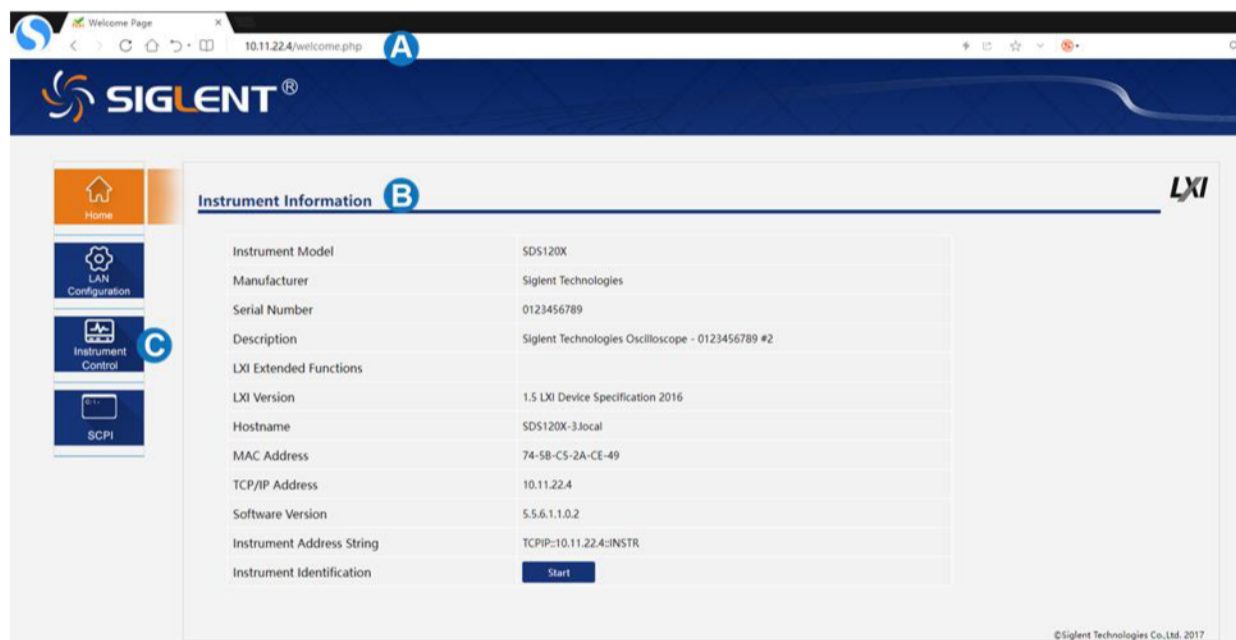 Welcome Page
10.11.22.4/welcome.php
A
SIGLENT®
Home
LAN
Configuration
Instrument
Control
C
SCPI
Instrument Information
B
LXI
Instrument Model SDS120X
Manufacturer Siglent Technologies
Serial Number 0123456789
Description Siglent Technologies Oscilloscope - 0123456789 #2
LXI Extended Functions
LXI Version 1.5 LXI Device Specification 2016
Hostname SDS120X-3.local
MAC Address 74-5B-C5-2A-CE-49
TCP/IP Address 10.11.22.4
Software Version 5.5.6.1.1.0.2
Instrument Address String TCPIP::10.11.22.4::INSTR
Instrument Identification Start
©Siglent Technologies Co.,Ltd. 2017